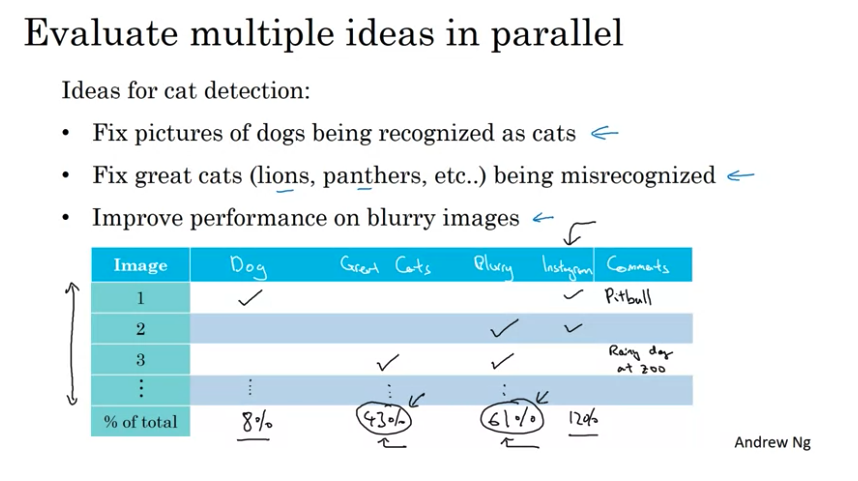 Evaluate multiple ideas in parallel
Ideas for cat detection:
• Fix pictures of dogs being recognized as cats
• Fix great cats (lions, panthers, etc..) being misrecognized
• Improve performance on blurry images
Image Dog Great Cats Blurry Instagram Comments
1 ✓ ✓ Pitbull
2 ✓ ✓
3 ✓ ✓ Rainy day
at zoo
⋮ ⋮ ⋮ ⋮
% of total 8% 43% 61% 12%
Andrew Ng